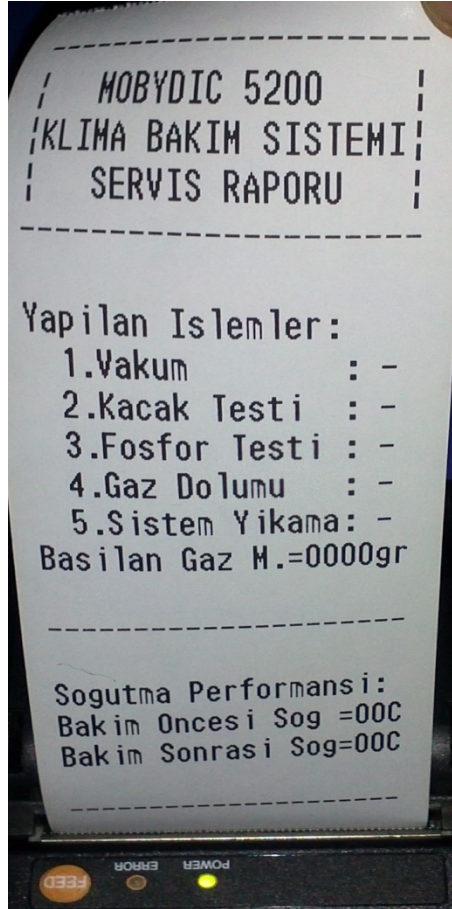 MOBYDIC 5200
KLIMA BAKIM SISTEMI
SERVIS RAPORU
Yapilan Islemler:
1.Vakum : -
2.Kacak Testi : -
3.Fosfor Testi : -
4.Gaz Dolumu : -
5.Sistem Yikama: -
Basilan Gaz M.=0000gr
Sogutma Performansi:
Bakim Oncesi Sog =00C
Bakim Sonrasi Sog=00C
FEED ERROR POWER